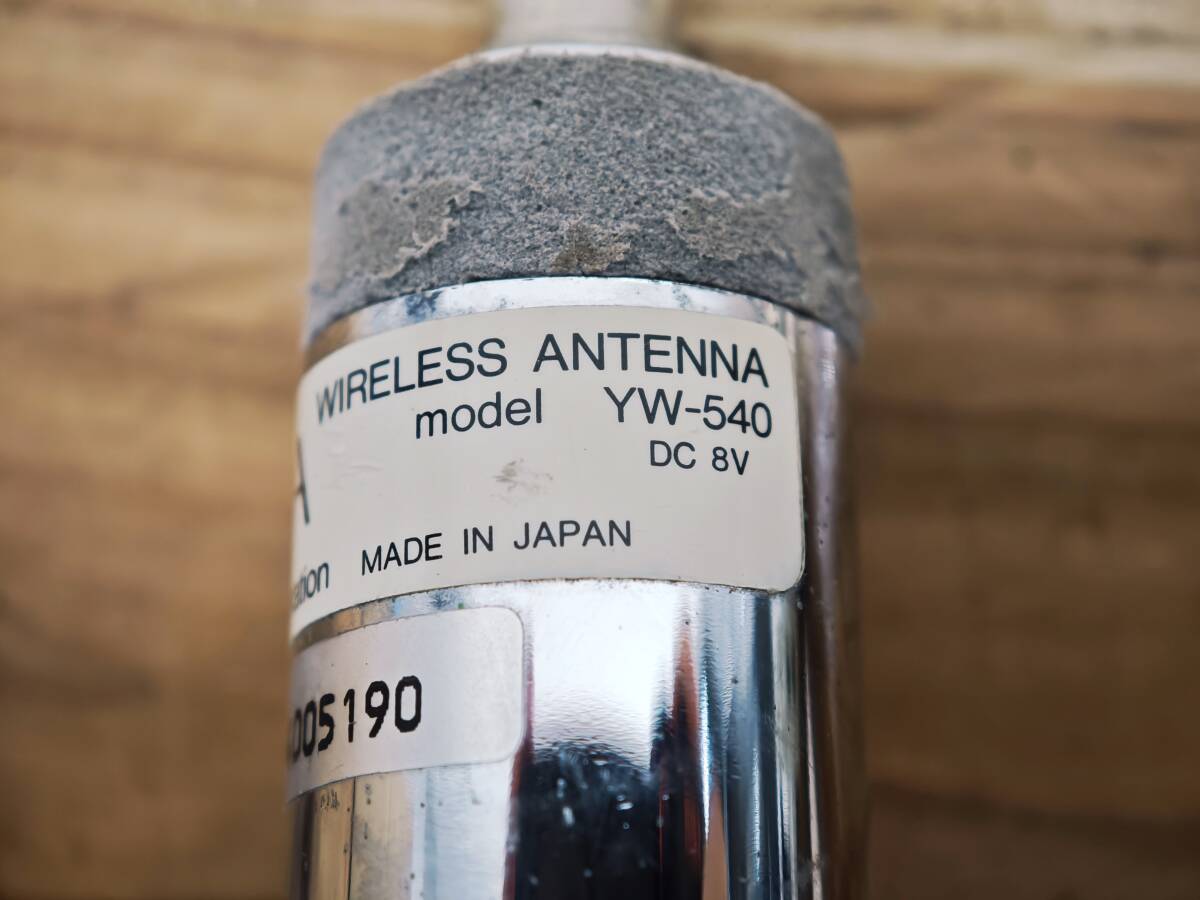 WIRELESS ANTENNA
model YW-540
DC 8V
MADE IN JAPAN
005190